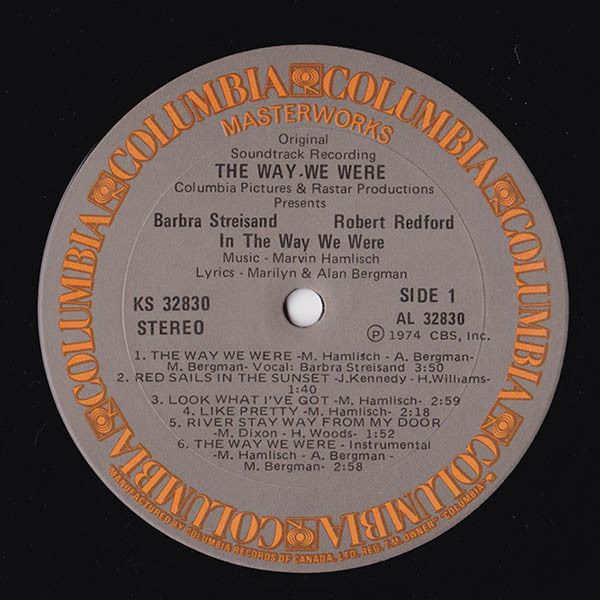 COLUMBIA COLUMBIA COLUMBIA COLUMBIA COLUMBIA COLUMBIA COLUMBIA COLUMBIA
MASTERWORKS
Original
Soundtrack Recording
THE WAY WE WERE
Columbia Pictures & Rastar Productions
Presents
Barbra Streisand Robert Redford
In The Way We Were
Music - Marvin Hamlisch
Lyrics - Marilyn & Alan Bergman
KS 32830
STEREO
SIDE 1
AL 32830
℗ 1974 CBS, Inc.
1. THE WAY WE WERE -M. Hamlisch - A. Bergman-
M. Bergman- Vocal: Barbra Streisand 3:50
2. RED SAILS IN THE SUNSET -J.Kennedy - H.Williams-
1:40
3. LOOK WHAT I'VE GOT -M. Hamlisch- 2:59
4. LIKE PRETTY -M. Hamlisch- 2:18
5. RIVER STAY WAY FROM MY DOOR
-M. Dixon - H. Woods- 1:52
6. THE WAY WE WERE - Instrumental
-M. Hamlisch - A. Bergman -
M. Bergman- 2:58
MANUFACTURED BY COLUMBIA RECORDS OF CANADA, LTD. REG. T.M. OWNER "COLUMBIA"